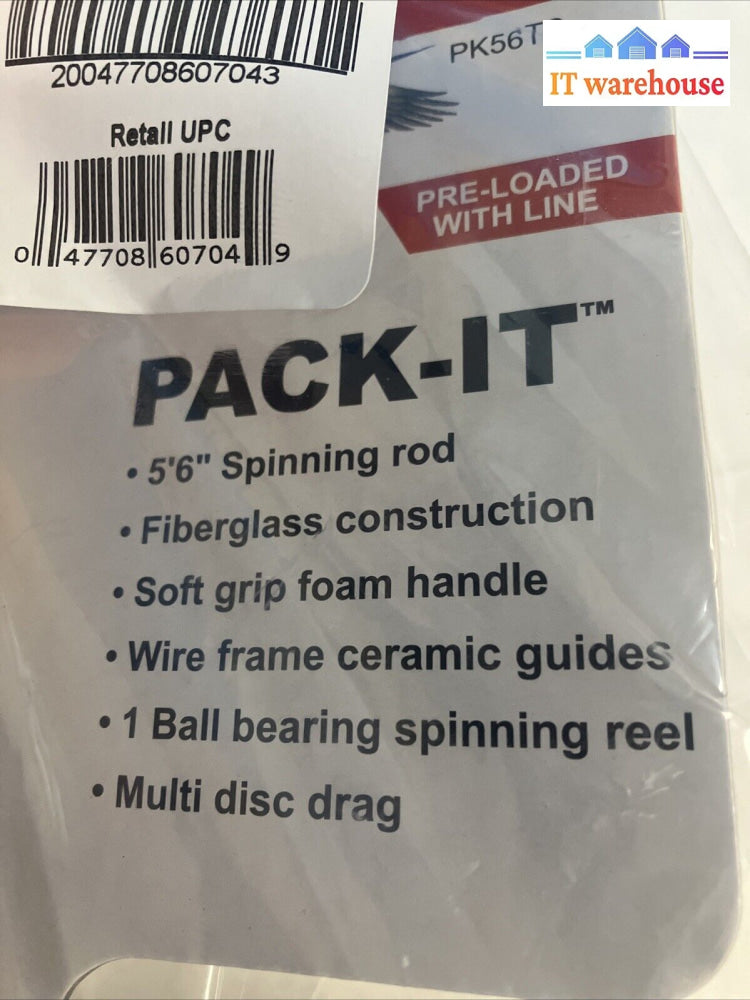 20047708607043
Retail UPC
0 47708 60704 9
IT warehouse
PRE-LOADED
WITH LINE
PACK-IT™
• 5'6" Spinning rod
• Fiberglass construction
• Soft grip foam handle
• Wire frame ceramic guides
• 1 Ball bearing spinning reel
• Multi disc drag